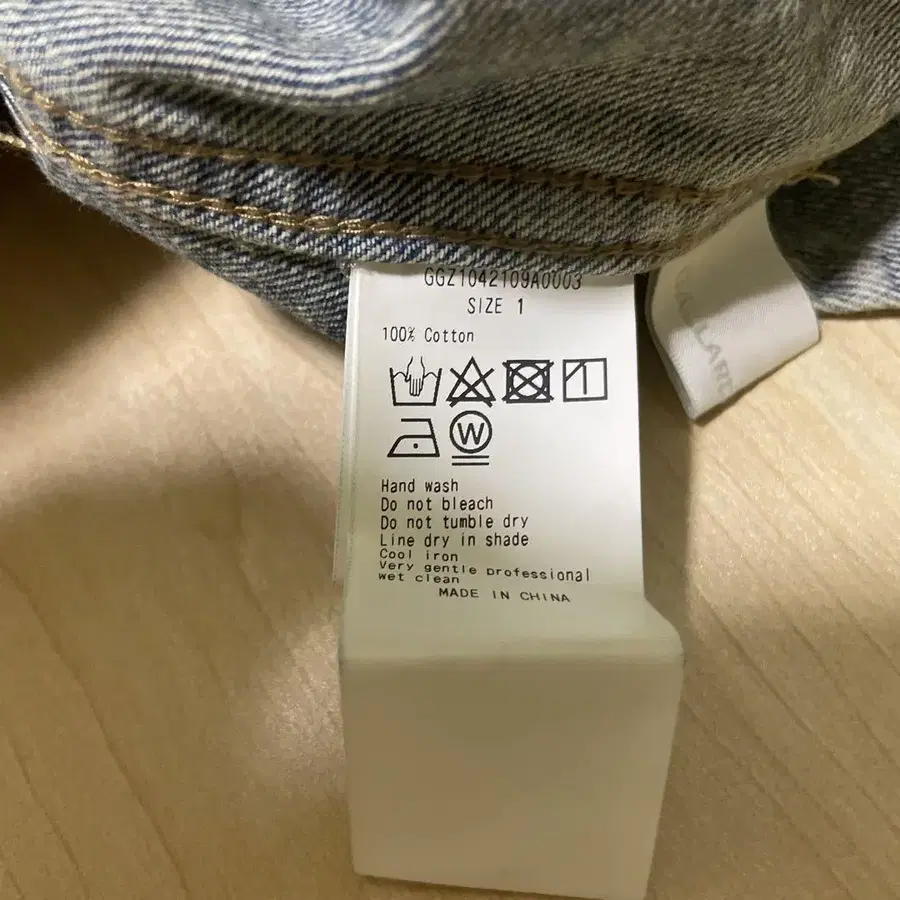 GGZ1042109A0003
SIZE 1
100% Cotton
W
Hand wash
Do not bleach
Do not tumble dry
Line dry in shade
Cool iron
Very gentle professional
wet clean
MADE IN CHINA